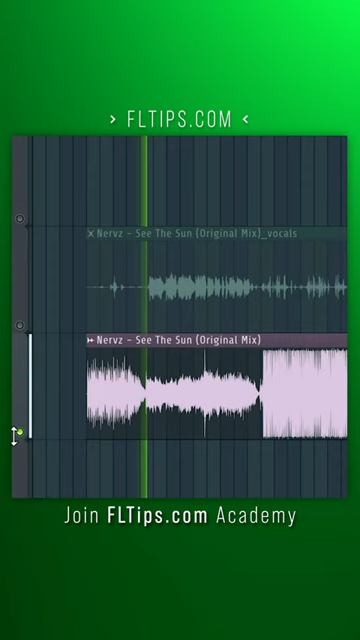 › FLTIPS.COM ‹
Nervz - See The Sun (Original Mix)_vocals
Nervz - See The Sun (Original Mix)
Join FLTips.com Academy